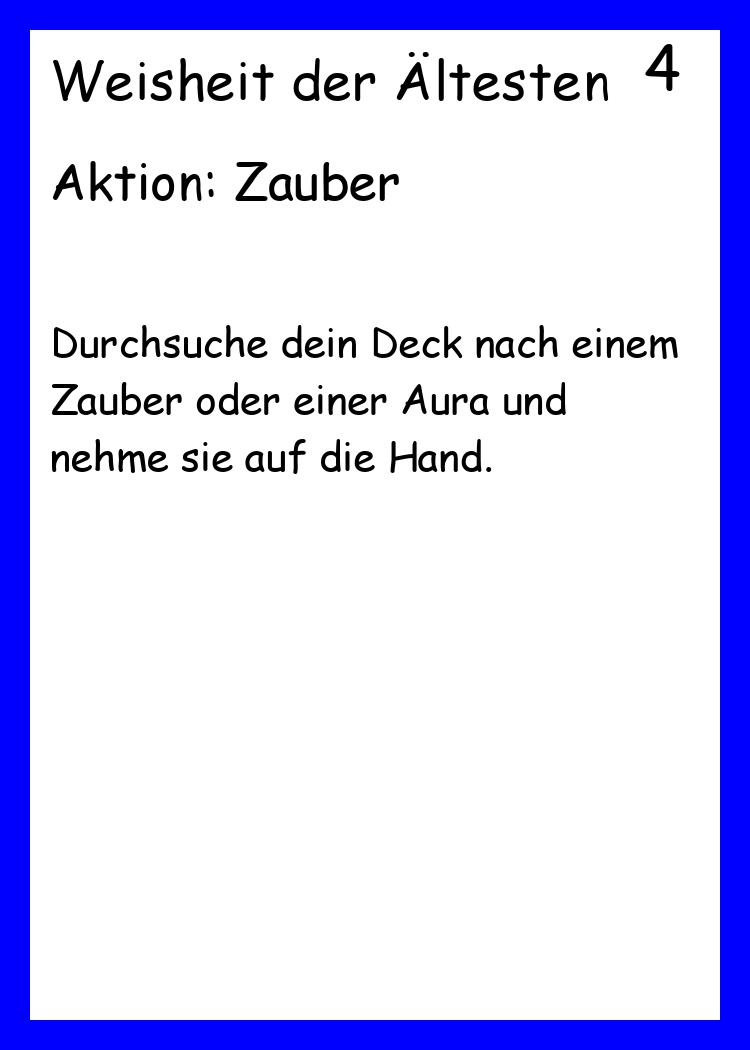 Weisheit der Ältesten 4
Aktion: Zauber
Durchsuche dein Deck nach einem
Zauber oder einer Aura und
nehme sie auf die Hand.